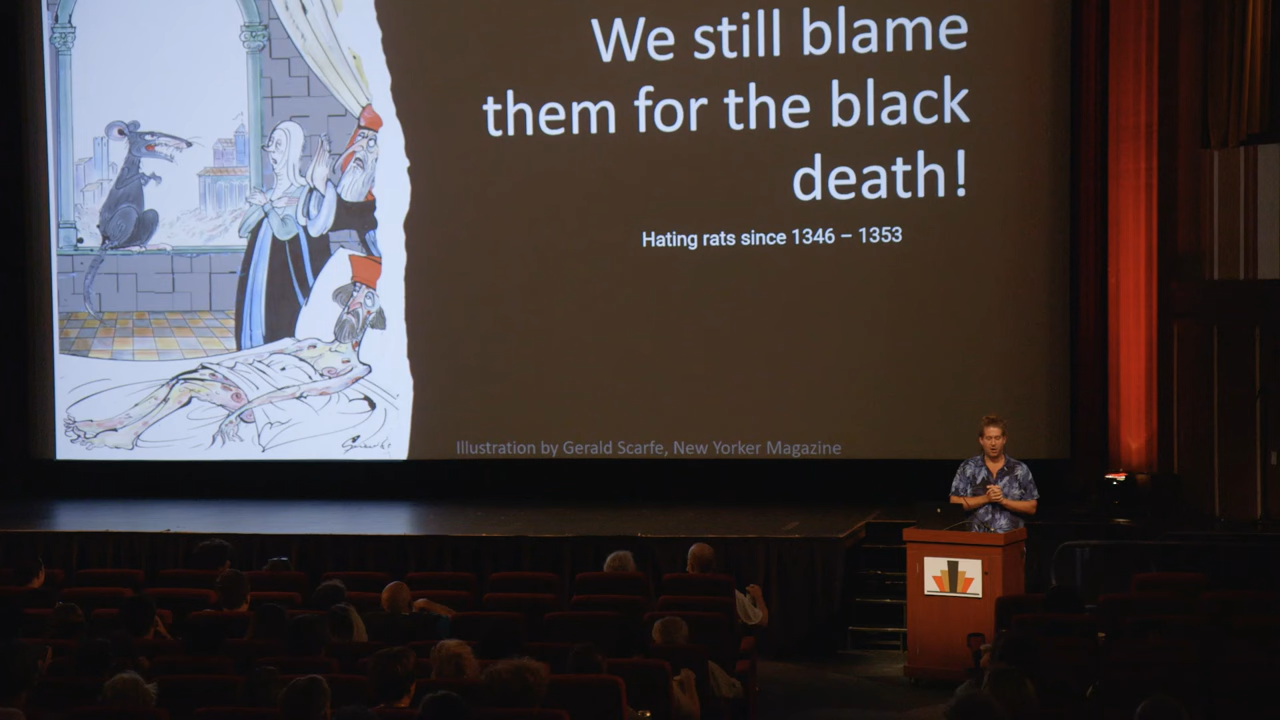 We still blame
them for the black
death!
Hating rats since 1346 – 1353
Illustration by Gerald Scarfe, New Yorker Magazine